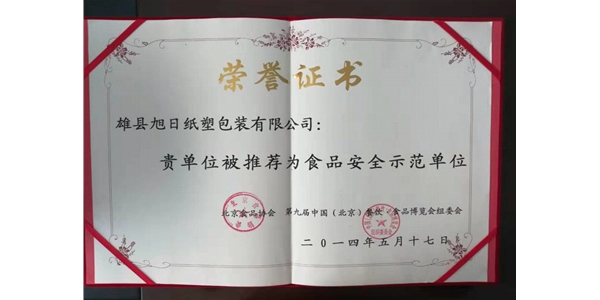 荣誉证书
雄县旭日纸塑包装有限公司：
贵单位被推荐为食品安全示范单位
北京食品协会 第九届中国（北京）餐饮·食品博览会组委会
二〇一四年五月十七日